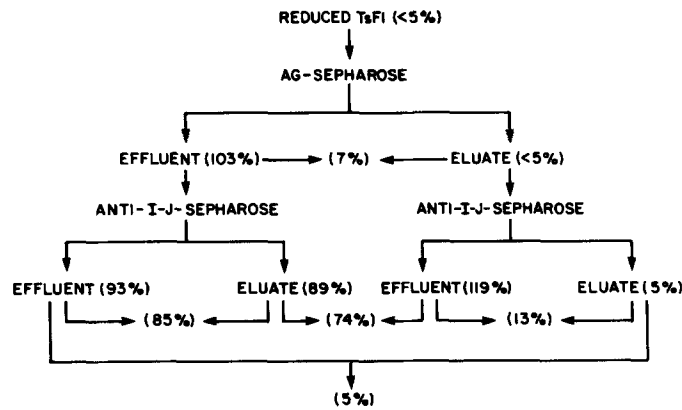 REDUCED TsF1 (<5%)
AG-SEPHAROSE
EFFLUENT (103%) (7%) ELUATE (<5%)
ANTI-I-J-SEPHAROSE ANTI-I-J-SEPHAROSE
EFFLUENT (93%) ELUATE (89%) EFFLUENT (119%) ELUATE (5%)
(85%) (74%) (13%)
(5%)